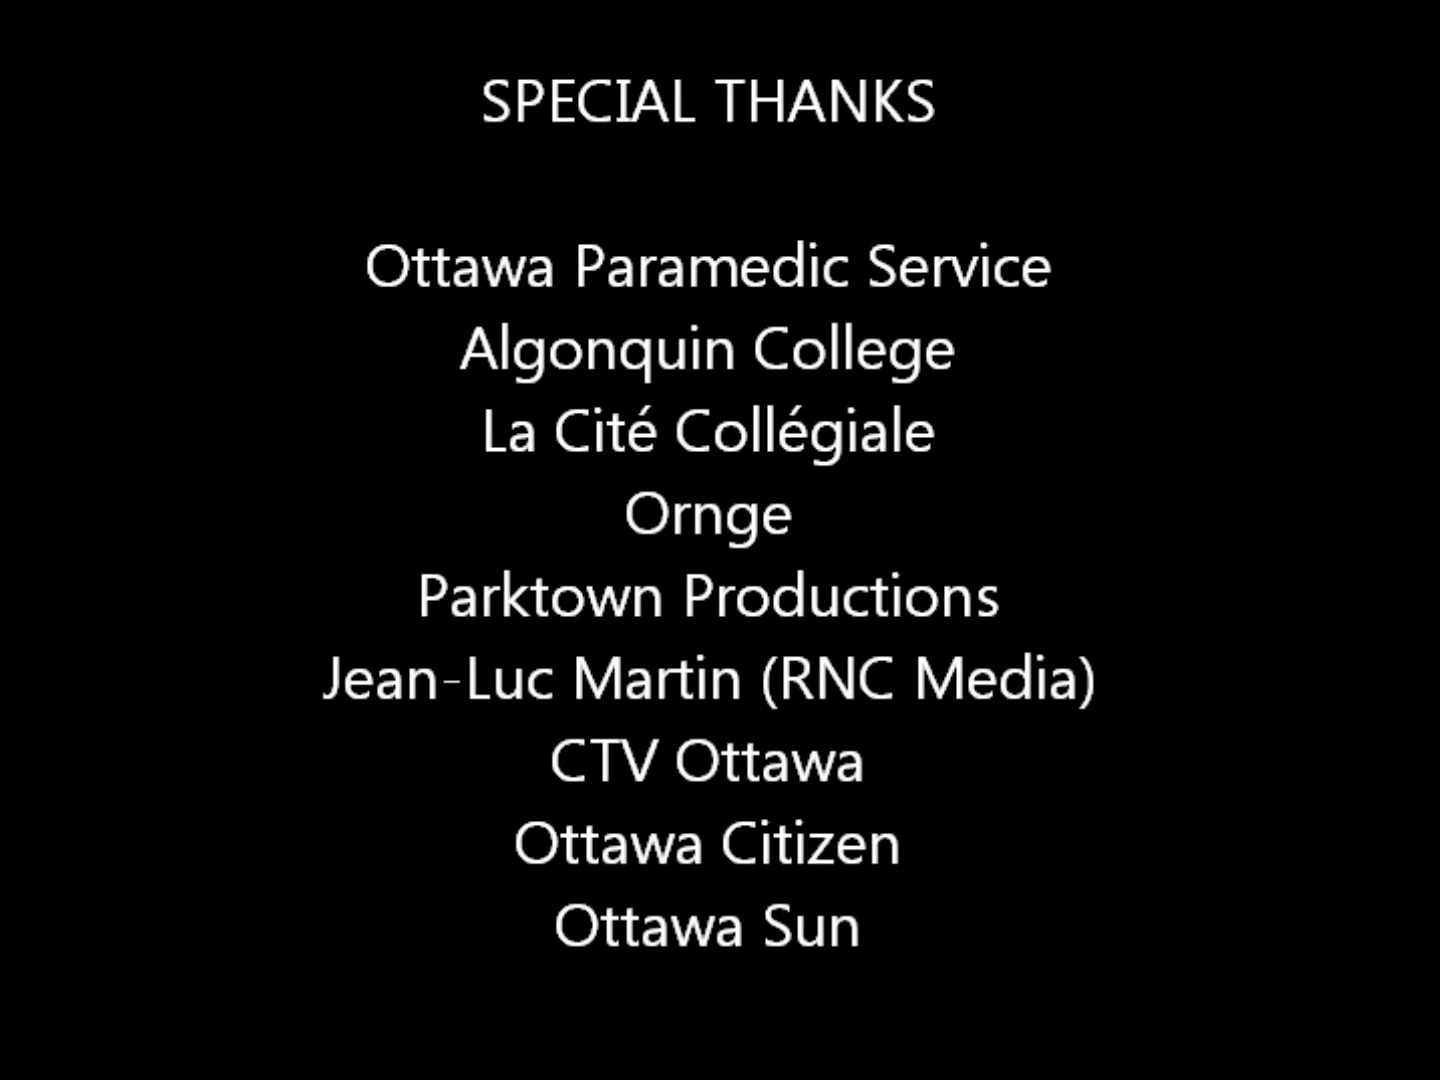 SPECIAL THANKS
Ottawa Paramedic Service
Algonquin College
La Cité Collégiale
Ornge
Parktown Productions
Jean-Luc Martin (RNC Media)
CTV Ottawa
Ottawa Citizen
Ottawa Sun